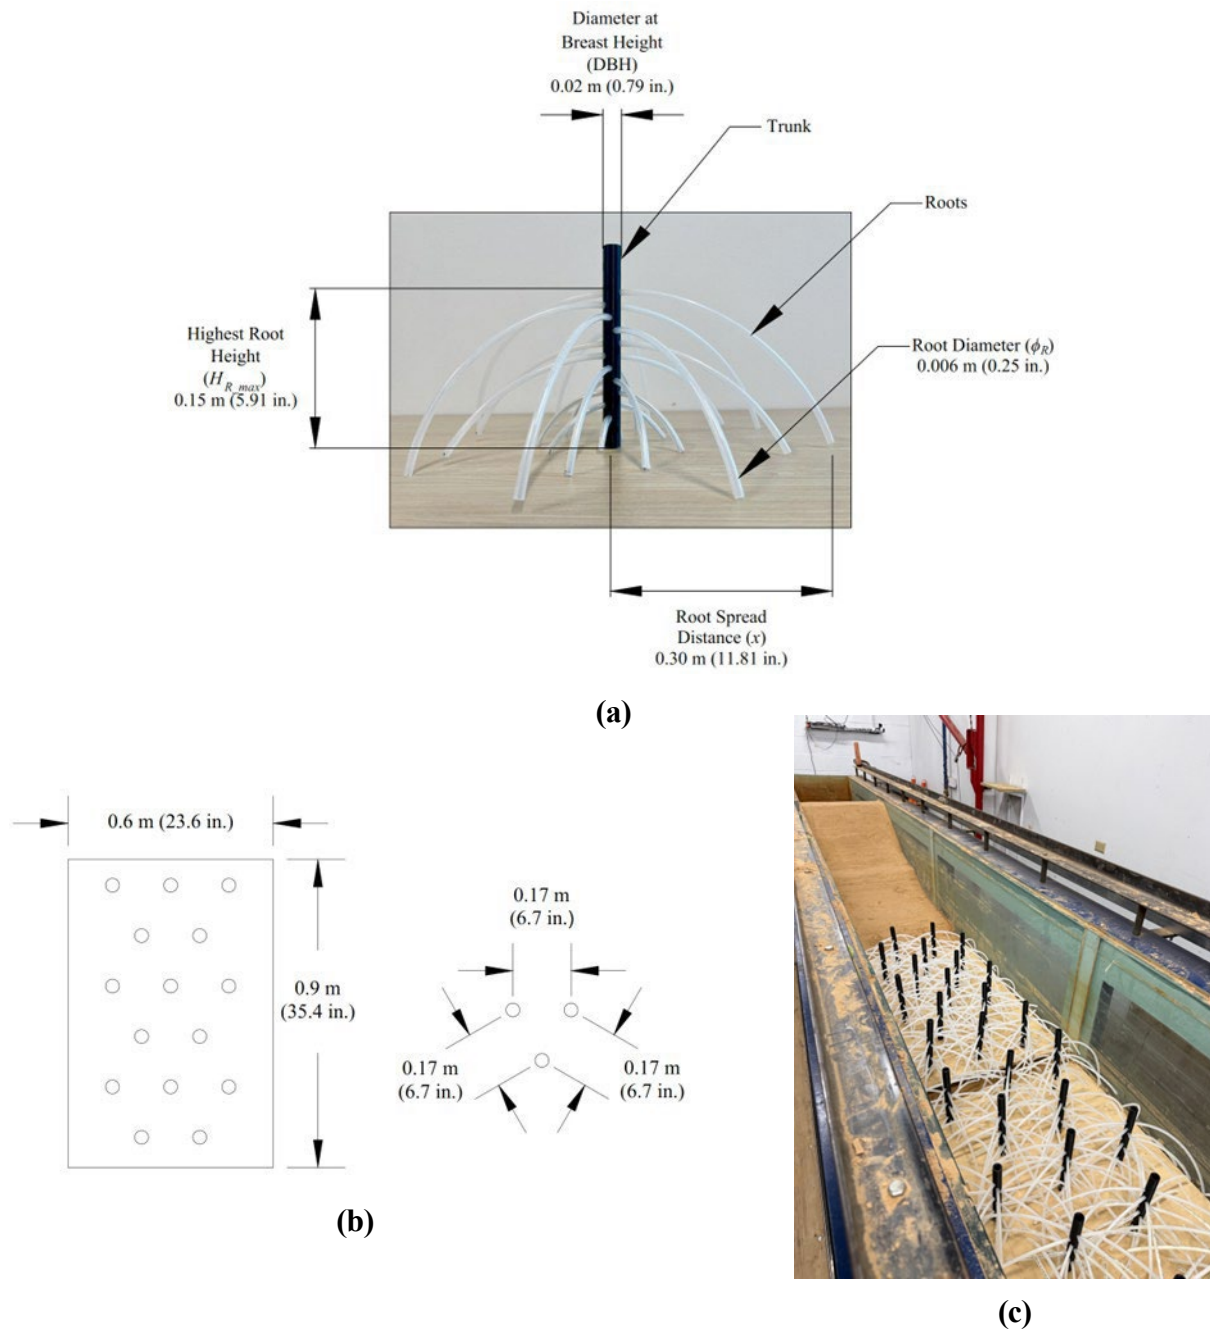 Diameter at
Breast Height
(DBH)
0.02 m (0.79 in.)
Trunk
Roots
Highest Root
Height
(H_{R_max})
0.15 m (5.91 in.)
Root Diameter (ϕ_R)
0.006 m (0.25 in.)
Root Spread
Distance (x)
0.30 m (11.81 in.)
(a)
0.6 m (23.6 in.)
0.9 m
(35.4 in.)
0.17 m
(6.7 in.)
0.17 m
(6.7 in.)
0.17 m
(6.7 in.)
(b)
(c)